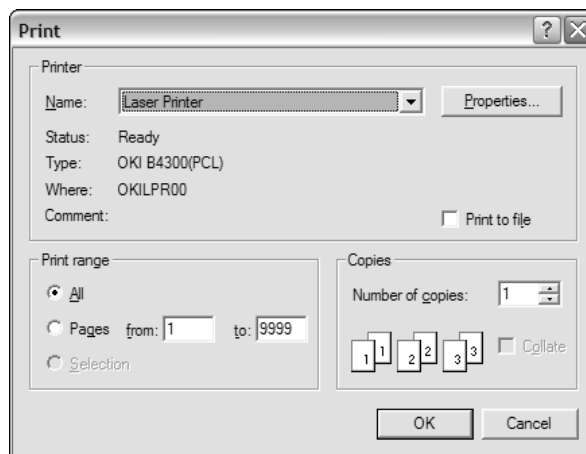 Print
Printer
Name: Laser Printer Properties...
Status: Ready
Type: OKI B4300(PCL)
Where: OKILPR00
Comment:
Print to file
Print range
All
Pages from: 1 to: 9999
Selection
Copies
Number of copies: 1
1 1 2 2 3 3
Collate
OK Cancel